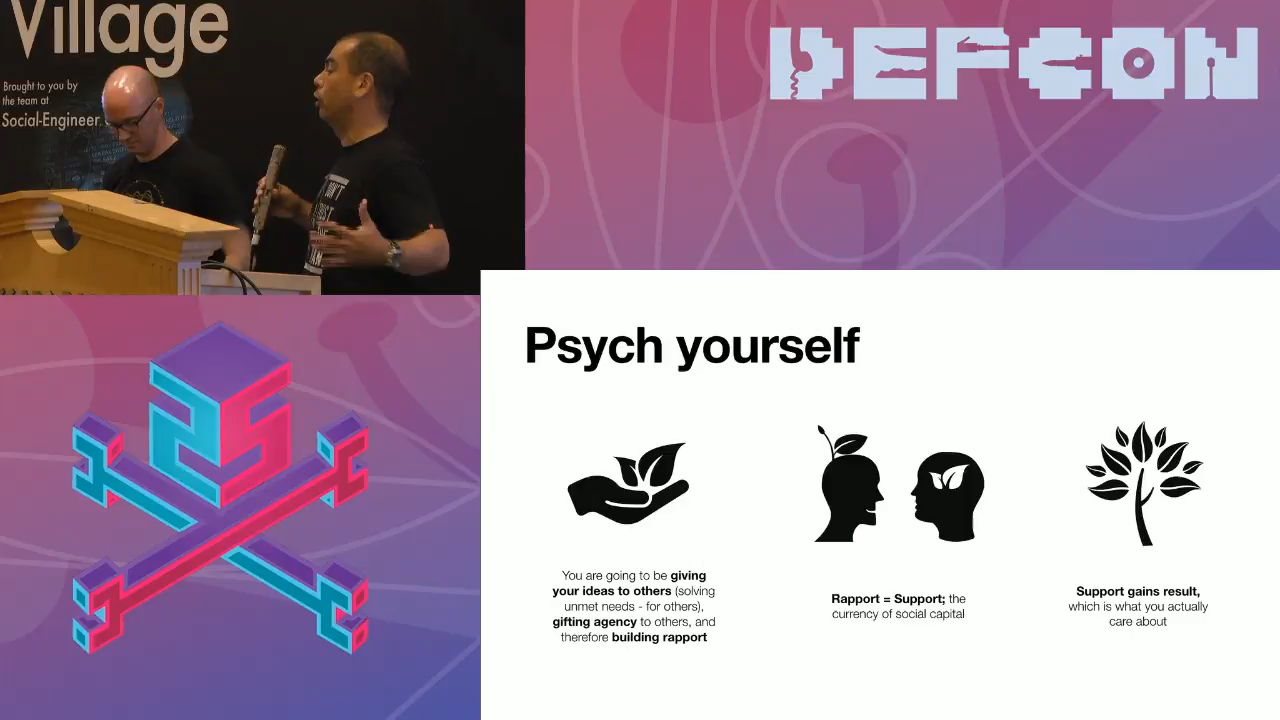 Village
Brought to you by
the team at
Social-Engineer
DEFCON
25
Psych yourself
You are going to be giving
your ideas to others (solving
unmet needs - for others),
gifting agency to others, and
therefore building rapport
Rapport = Support; the
currency of social capital
Support gains result,
which is what you actually
care about